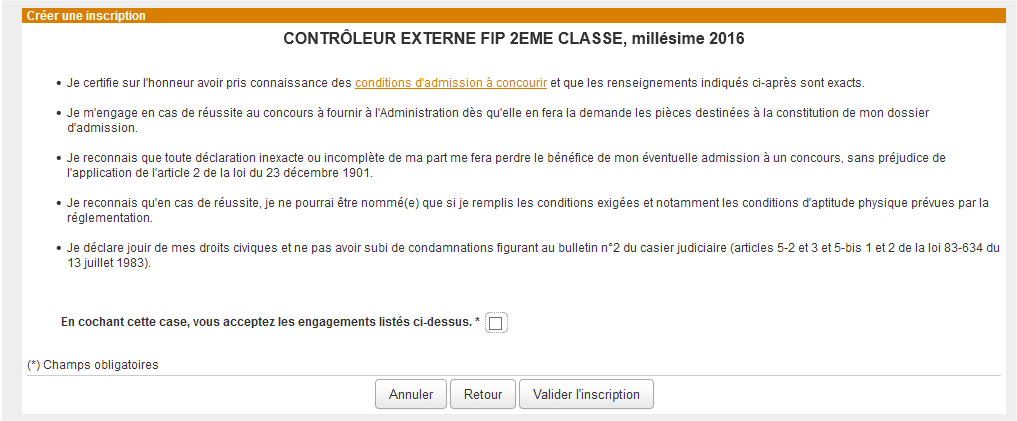 Créer une inscription
CONTRÔLEUR EXTERNE FIP 2EME CLASSE, millésime 2016
• Je certifie sur l'honneur avoir pris connaissance des conditions d'admission à concourir et que les renseignements indiqués ci-après sont exacts.
• Je m'engage en cas de réussite au concours à fournir à l'Administration dès qu'elle en fera la demande les pièces destinées à la constitution de mon dossier
d'admission.
• Je reconnais que toute déclaration inexacte ou incomplète de ma part me fera perdre le bénéfice de mon éventuelle admission à un concours, sans préjudice de
l'application de l'article 2 de la loi du 23 décembre 1901.
• Je reconnais qu'en cas de réussite, je ne pourrai être nommé(e) que si je remplis les conditions exigées et notamment les conditions d'aptitude physique prévues par la
réglementation.
• Je déclare jouir de mes droits civiques et ne pas avoir subi de condamnations figurant au bulletin n°2 du casier judiciaire (articles 5-2 et 3 et 5-bis 1 et 2 de la loi 83-634 du
13 juillet 1983).
En cochant cette case, vous acceptez les engagements listés ci-dessus. *
(*) Champs obligatoires
Annuler Retour Valider l'inscription